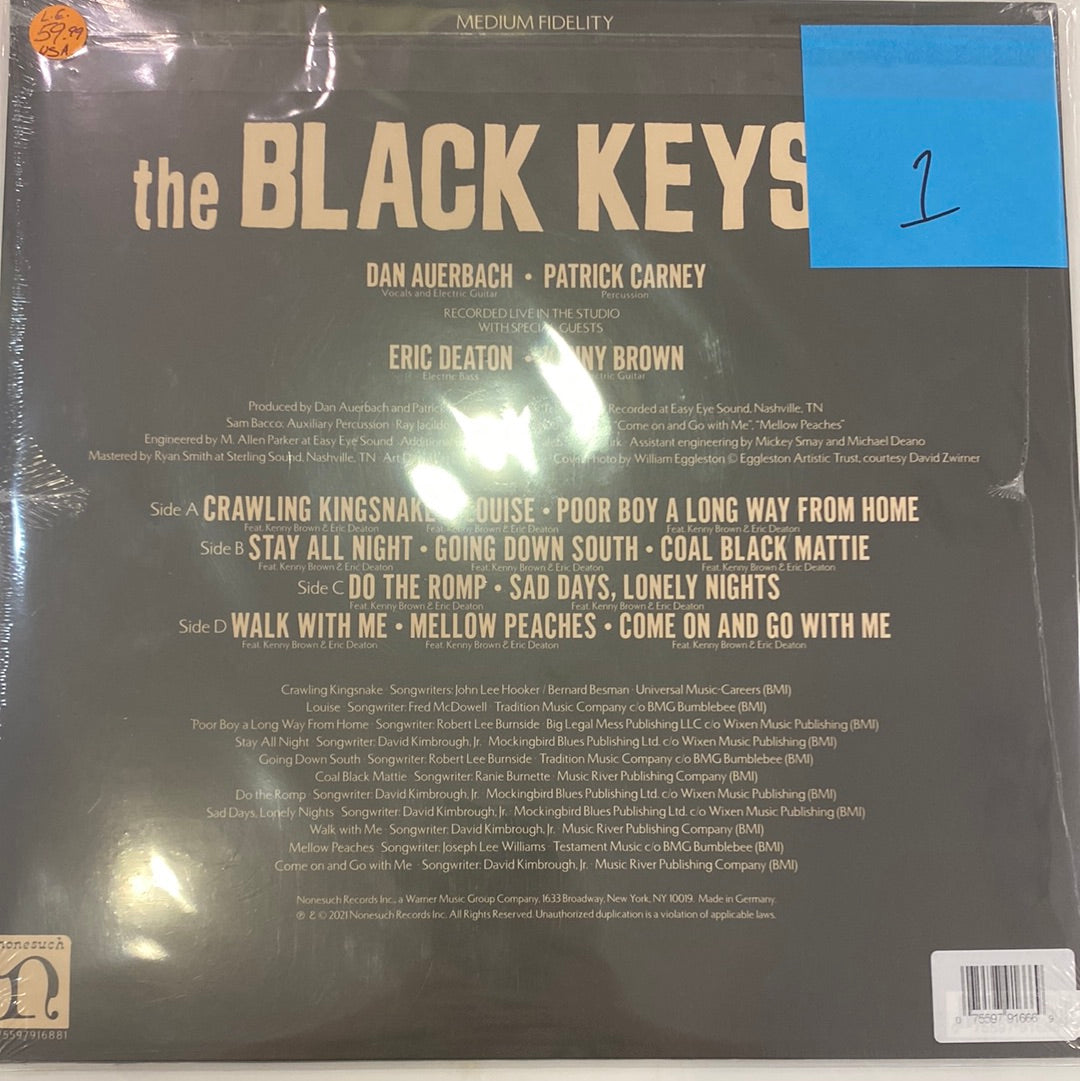 MEDIUM FIDELITY
L.E.
59.99
USA
1
the BLACK KEYS
DAN AUERBACH • PATRICK CARNEY
Vocals and Electric Guitar Percussion
RECORDED LIVE IN THE STUDIO
WITH SPECIAL GUESTS
ERIC DEATON • NNY BROWN
Electric Bass ctric Guitar
Produced by Dan Auerbach and Patrick Recorded at Easy Eye Sound, Nashville, TN
Sam Bacco: Auxiliary Percussion · Ray "Come on and Go with Me", "Mellow Peaches"
Engineered by M. Allen Parker at Easy Eye Sound · Assistant engineering by Mickey Smay and Michael Deano
Mastered by Ryan Smith at Sterling Sound, Nashville, TN · Art Cover Photo by William Eggleston © Eggleston Artistic Trust, courtesy David Zwirner
Side A CRAWLING KINGSNAKE LOUISE • POOR BOY A LONG WAY FROM HOME
Feat. Kenny Brown & Eric Deaton Feat. Kenny Brown & Eric Deaton Feat. Kenny Brown & Eric Deaton
Side B STAY ALL NIGHT • GOING DOWN SOUTH • COAL BLACK MATTIE
Feat. Kenny Brown & Eric Deaton Feat. Kenny Brown & Eric Deaton Feat. Kenny Brown & Eric Deaton
Side C DO THE ROMP • SAD DAYS, LONELY NIGHTS
Feat. Kenny Brown & Eric Deaton Feat. Kenny Brown & Eric Deaton
Side D WALK WITH ME • MELLOW PEACHES • COME ON AND GO WITH ME
Feat. Kenny Brown & Eric Deaton Feat. Kenny Brown & Eric Deaton Feat. Kenny Brown & Eric Deaton
Crawling Kingsnake · Songwriters: John Lee Hooker / Bernard Besman · Universal Music-Careers (BMI)
Louise · Songwriter: Fred McDowell · Tradition Music Company c/o BMG Bumblebee (BMI)
Poor Boy a Long Way From Home · Songwriter: Robert Lee Burnside · Big Legal Mess Publishing LLC c/o Wixen Music Publishing (BMI)
Stay All Night · Songwriter: David Kimbrough, Jr. · Mockingbird Blues Publishing Ltd. c/o Wixen Music Publishing (BMI)
Going Down South · Songwriter: Robert Lee Burnside · Tradition Music Company c/o BMG Bumblebee (BMI)
Coal Black Mattie · Songwriter: Ranie Burnette · Music River Publishing Company (BMI)
Do the Romp · Songwriter: David Kimbrough, Jr. · Mockingbird Blues Publishing Ltd. c/o Wixen Music Publishing (BMI)
Sad Days, Lonely Nights · Songwriter: David Kimbrough, Jr. · Mockingbird Blues Publishing Ltd. c/o Wixen Music Publishing (BMI)
Walk with Me · Songwriter: David Kimbrough, Jr. · Music River Publishing Company (BMI)
Mellow Peaches · Songwriter: Joseph Lee Williams · Testament Music c/o BMG Bumblebee (BMI)
Come on and Go with Me · Songwriter: David Kimbrough, Jr. · Music River Publishing Company (BMI)
Nonesuch Records Inc., a Warner Music Group Company, 1633 Broadway, New York, NY 10019. Made in Germany.
℗ & © 2021 Nonesuch Records Inc. All Rights Reserved. Unauthorized duplication is a violation of applicable laws.
nonesuch
n
75597916881
0 75597 91666 9